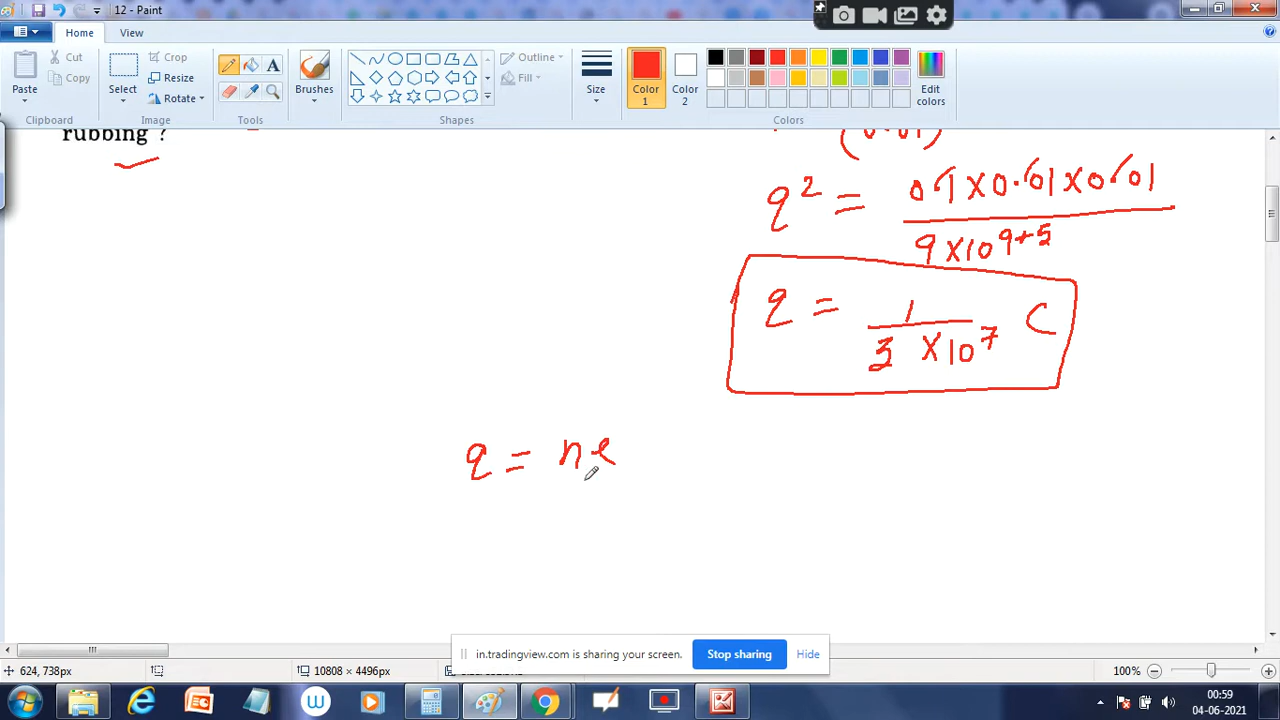 12 - Paint
Home View
Paste Cut Copy Clipboard
Select Crop Resize Rotate Image
Tools
Brushes
Outline Fill Shapes
Size
Color 1 Color 2
Edit colors
Colors
rubbing ?
(0.01)
q² = 0.1 × 0.01 × 0.01
9 × 10⁹⁺⁵
q = 1 C
3 × 10⁷
q = ne
in.tradingview.com is sharing your screen. Stop sharing Hide
624, 738px 10808 × 4496px 100%
00:59
04-06-2021